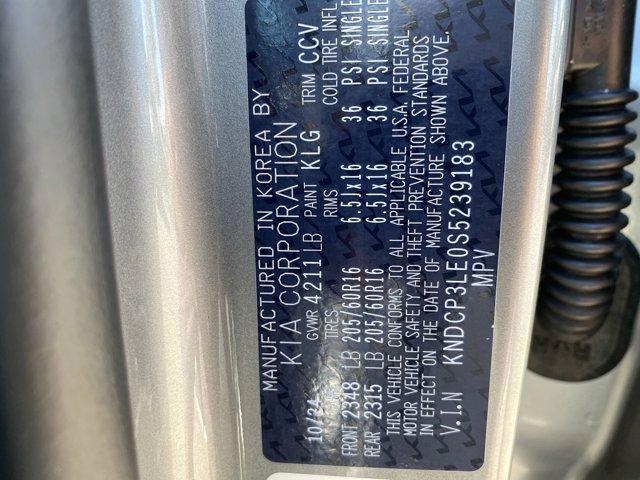 MANUFACTURED IN KOREA BY
KIA CORPORATION
10/24 GVWR 4211LB PAINT KLG TRIM CCV
TIRES RIMS COLD TIRE INFL
FRONT 2348 LB 205/60R16 6.5Jx16 36 PSI SINGLE
REAR 2315 LB 205/60R16 6.5Jx16 36 PSI SINGLE
THIS VEHICLE CONFORMS TO ALL APPLICABLE U.S.A. FEDERAL
MOTOR VEHICLE SAFETY AND THEFT PREVENTION STANDARDS
IN EFFECT ON THE DATE OF MANUFACTURE SHOWN ABOVE.
V.I.N KNDCP3LE0S5239183
MPV